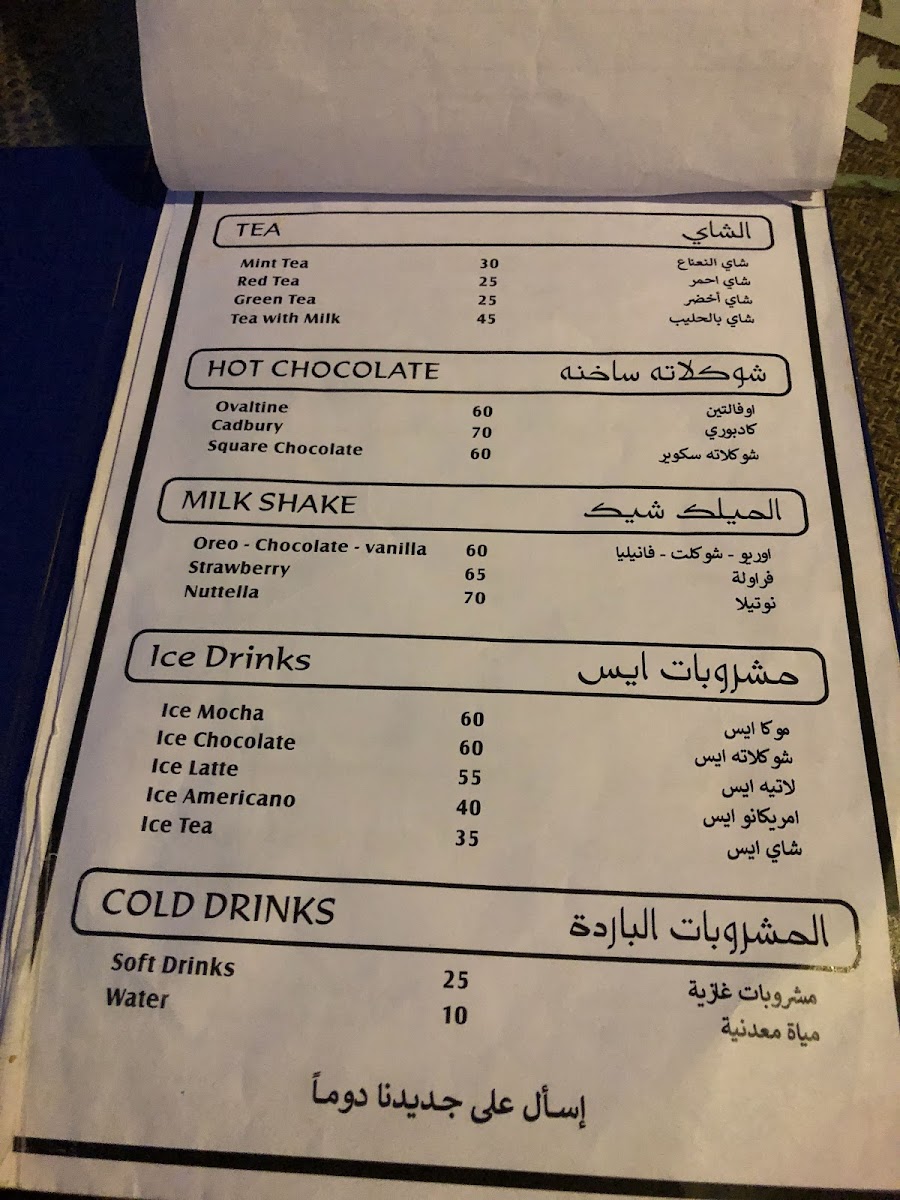 TEA الشاي
Mint Tea 30 شاي النعناع
Red Tea 25 شاي احمر
Green Tea 25 شاي أخضر
Tea with Milk 45 شاي بالحليب
HOT CHOCOLATE شوكلاته ساخنه
Ovaltine 60 اوفالتين
Cadbury 70 كادبوري
Square Chocolate 60 شوكلاته سكوير
MILK SHAKE الميلك شيك
Oreo - Chocolate - vanilla 60 اوريو - شوكلت - فانيليا
Strawberry 65 فراولة
Nuttella 70 نوتيلا
Ice Drinks مشروبات ايس
Ice Mocha 60 موكا ايس
Ice Chocolate 60 شوكلاته ايس
Ice Latte 55 لاتيه ايس
Ice Americano 40 امريكانو ايس
Ice Tea 35 شاي ايس
COLD DRINKS المشروبات الباردة
Soft Drinks 25 مشروبات غازية
Water 10 مياة معدنية
إسأل على جديدنا دوماً